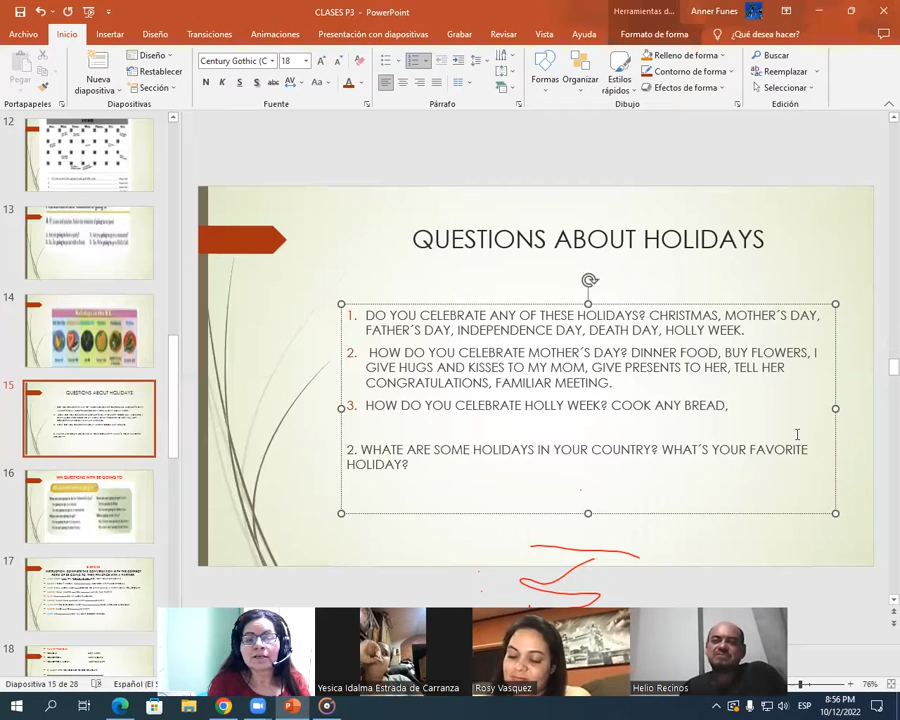 CLASES P3 - PowerPoint
Herramientas d...
Anner Funes
Archivo Inicio Insertar Diseño Transiciones Animaciones Presentación con diapositivas Grabar Revisar Vista Ayuda Formato de forma ¿Qué desea hacer?
Pegar
Nueva
diapositiva
Diseño
Restablecer
Sección
Century Gothic (C 18
N K S S
Aa A
Formas Organizar Estilos
rápidos
Relleno de forma
Contorno de forma
Efectos de forma
Buscar
Reemplazar
Seleccionar
Portapapeles Diapositivas Fuente Párrafo Dibujo Edición
12
13
14
15
QUESTIONS ABOUT HOLIDAYS
16
17
18
QUESTIONS ABOUT HOLIDAYS
1. DO YOU CELEBRATE ANY OF THESE HOLIDAYS? CHRISTMAS, MOTHER´S DAY,
FATHER´S DAY, INDEPENDENCE DAY, DEATH DAY, HOLLY WEEK.
2. HOW DO YOU CELEBRATE MOTHER´S DAY? DINNER FOOD, BUY FLOWERS, I
GIVE HUGS AND KISSES TO MY MOM, GIVE PRESENTS TO HER, TELL HER
CONGRATULATIONS, FAMILIAR MEETING.
3. HOW DO YOU CELEBRATE HOLLY WEEK? COOK ANY BREAD,
2. WHATE ARE SOME HOLIDAYS IN YOUR COUNTRY? WHAT´S YOUR FAVORITE
HOLIDAY?
Yesica Idalma Estrada de Carranza
Rosy Vasquez
Helio Recinos
Diapositiva 15 de 28
Español (El S
76%
ESP
8:56 PM
10/12/2022